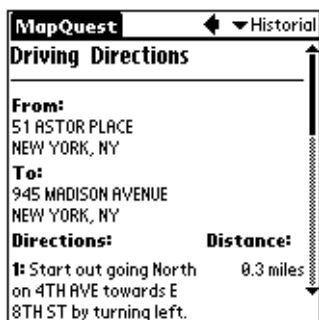 MapQuest Historial
Driving Directions
From:
51 ASTOR PLACE
NEW YORK, NY
To:
945 MADISON AVENUE
NEW YORK, NY
Directions: Distance:
1: Start out going North 0.3 miles
on 4TH AVE towards E
8TH ST by turning left.